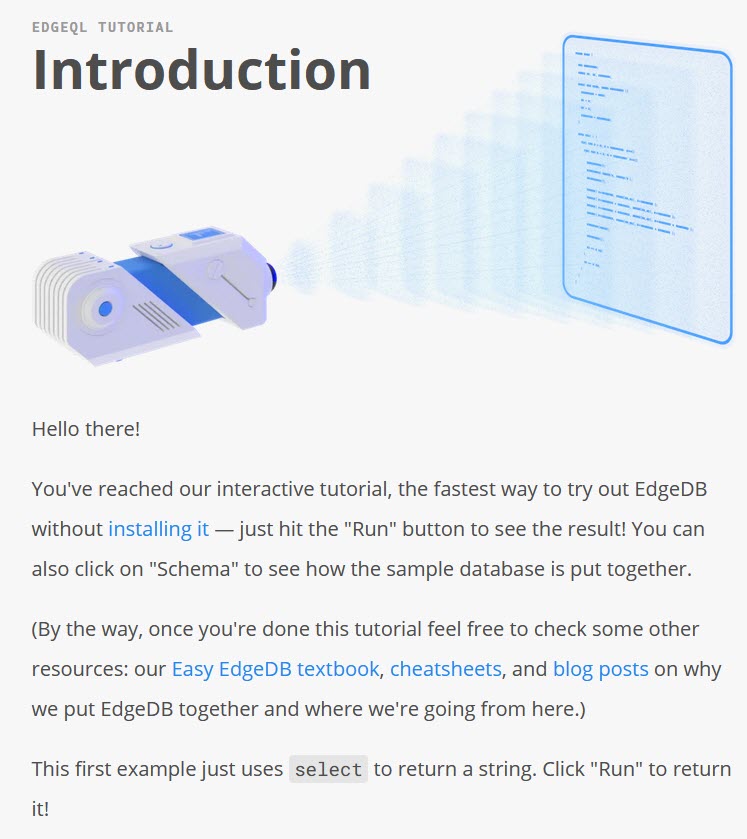 EDGEQL TUTORIAL
Introduction
Hello there!
You've reached our interactive tutorial, the fastest way to try out EdgeDB
without installing it — just hit the "Run" button to see the result! You can
also click on "Schema" to see how the sample database is put together.
(By the way, once you're done this tutorial feel free to check some other
resources: our Easy EdgeDB textbook, cheatsheets, and blog posts on why
we put EdgeDB together and where we're going from here.)
This first example just uses select to return a string. Click "Run" to return
it!